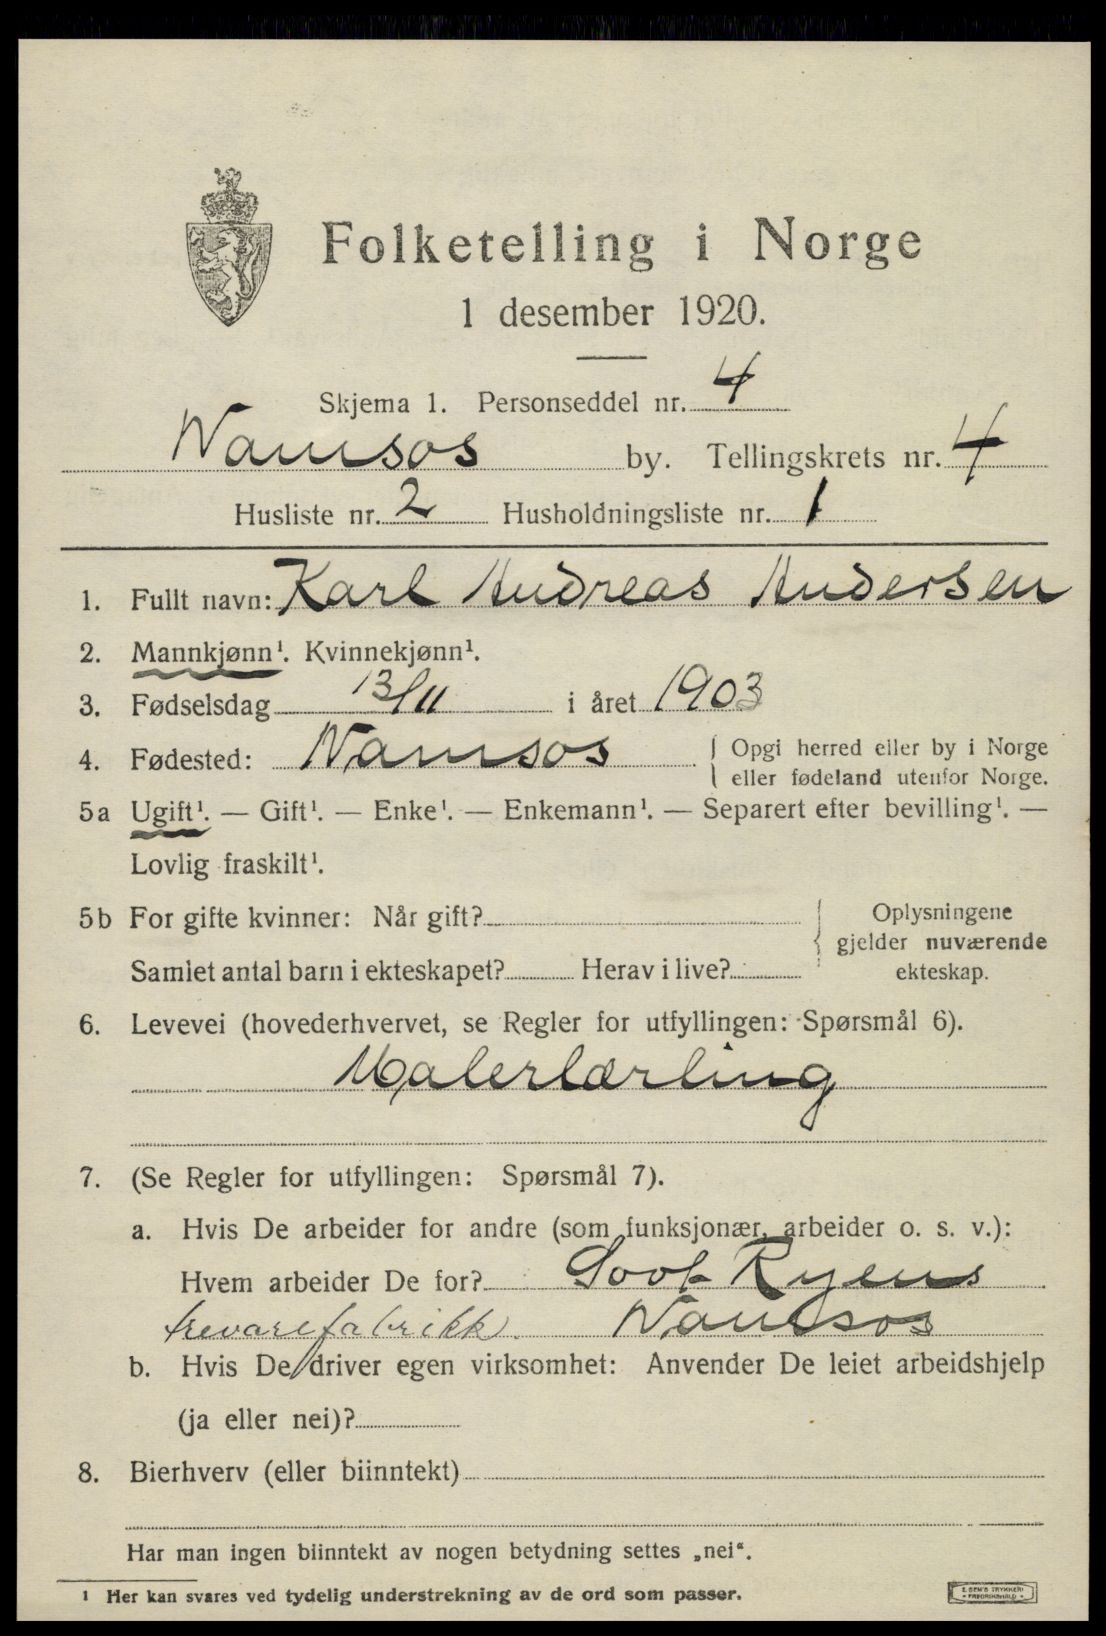 Folketelling i Norge
1 desember 1920.
Skjema 1. Personseddel nr. 4
Namsos by. Tellingskrets nr. 4
Husliste nr. 2 Husholdningsliste nr. 1
1. Fullt navn: Karl Andreas Andersen
2. Mannkjønn¹. Kvinnekjønn¹.
3. Fødselsdag 13/11 i året 1903
4. Fødested: Namsos { Opgi herred eller by i Norge
eller fødeland utenfor Norge.
5a Ugift¹. — Gift¹. — Enke¹. — Enkemann¹. — Separert efter bevilling¹. —
Lovlig fraskilt¹.
5b For gifte kvinner: Når gift?
Samlet antal barn i ekteskapet? Herav i live?
{ Oplysningene
gjelder nuværende
ekteskap.
6. Levevei (hovederhvervet, se Regler for utfyllingen: Spørsmål 6).
Malerlærling
7. (Se Regler for utfyllingen: Spørsmål 7).
a. Hvis De arbeider for andre (som funksjonær, arbeider o. s. v.):
Hvem arbeider De for? Ryens
trevarefabrikk. Namsos
b. Hvis De driver egen virksomhet: Anvender De leiet arbeidshjelp
(ja eller nei)?
8. Bierhverv (eller biinntekt)
Har man ingen biinntekt av nogen betydning settes „nei“.
¹ Her kan svares ved tydelig understrekning av de ord som passer.